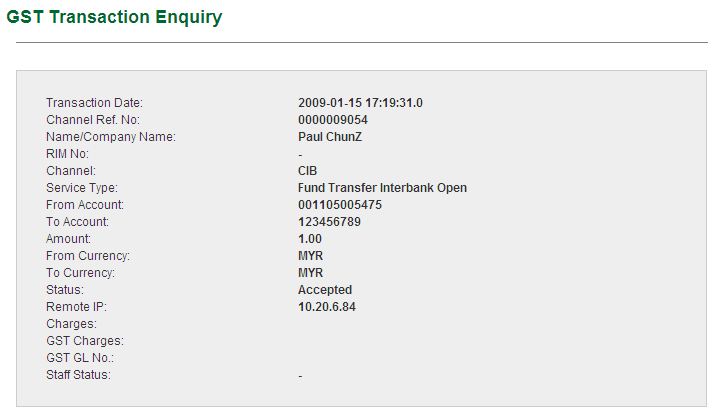 GST Transaction Enquiry
Transaction Date: 2009-01-15 17:19:31.0
Channel Ref. No: 0000009054
Name/Company Name: Paul ChunZ
RIM No: -
Channel: CIB
Service Type: Fund Transfer Interbank Open
From Account: 001105005475
To Account: 123456789
Amount: 1.00
From Currency: MYR
To Currency: MYR
Status: Accepted
Remote IP: 10.20.6.84
Charges:
GST Charges:
GST GL No.:
Staff Status: -